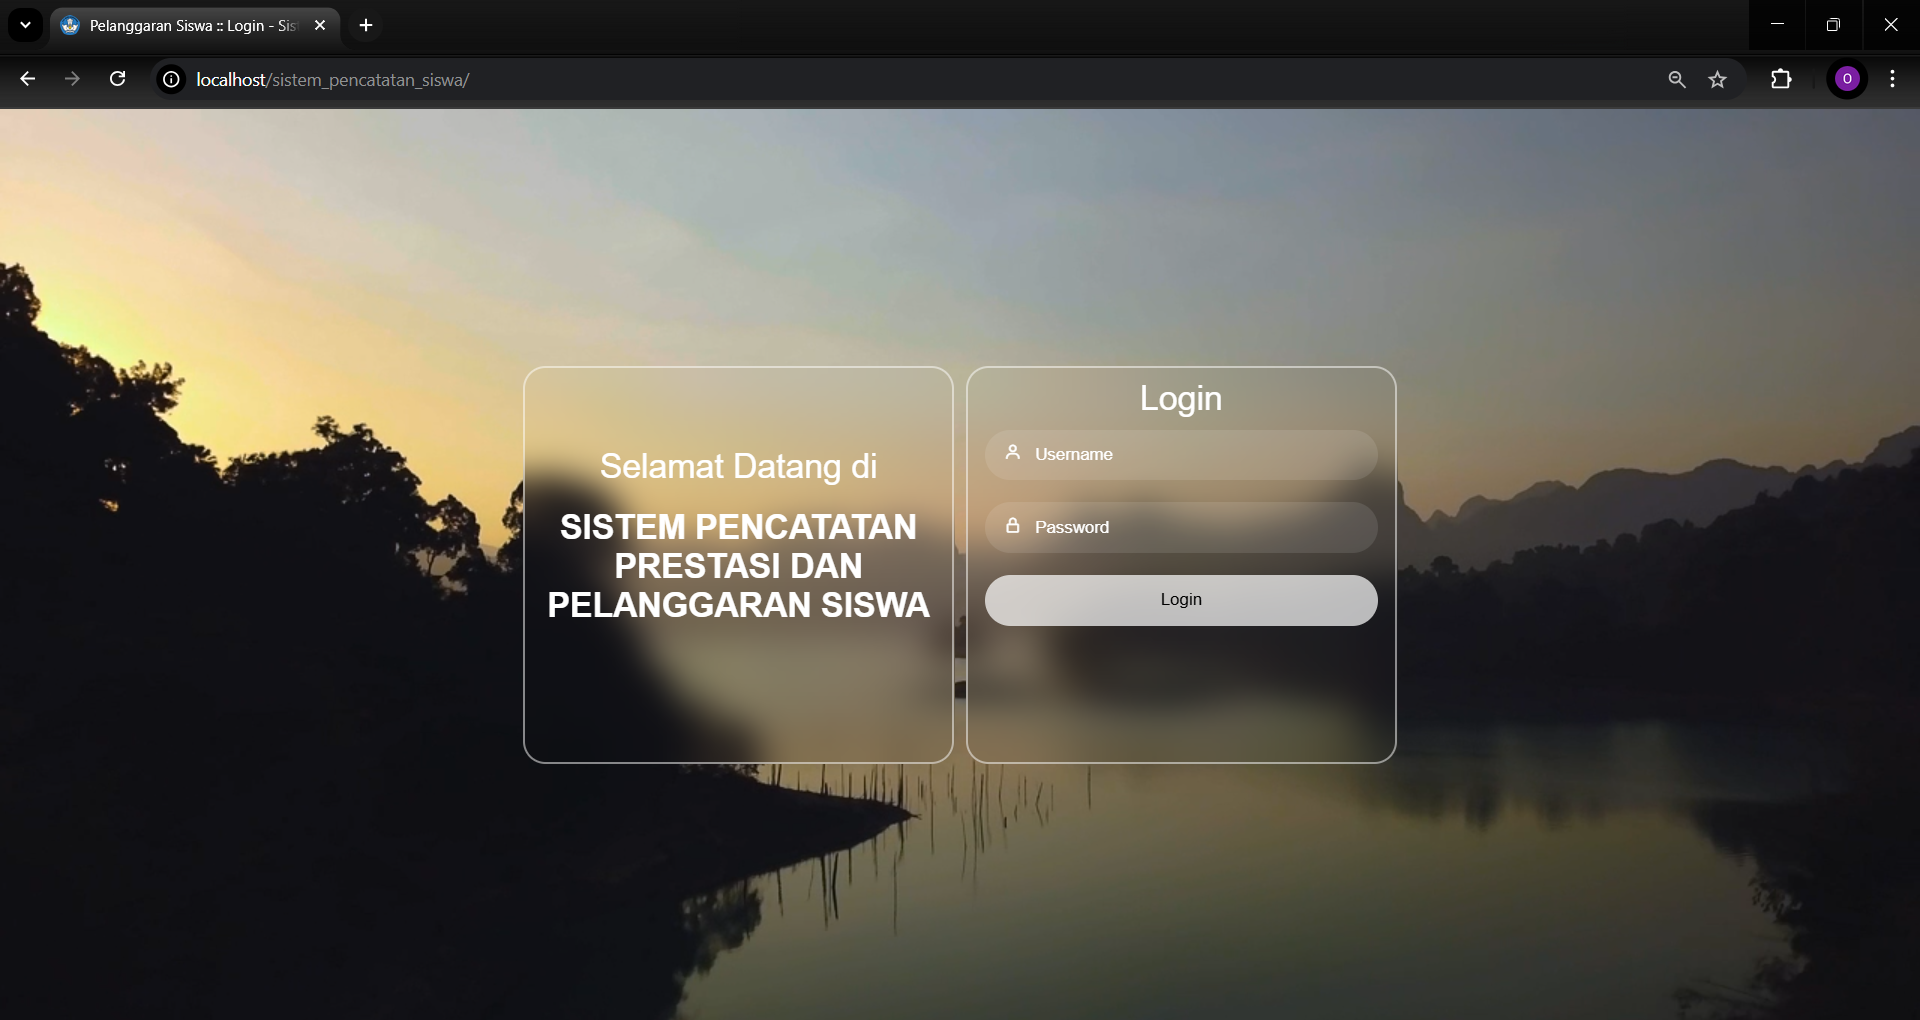 Pelanggaran Siswa :: Login - Sis
localhost/sistem_pencatatan_siswa/
O
Selamat Datang di
SISTEM PENCATATAN
PRESTASI DAN
PELANGGARAN SISWA
Login
Username
Password
Login